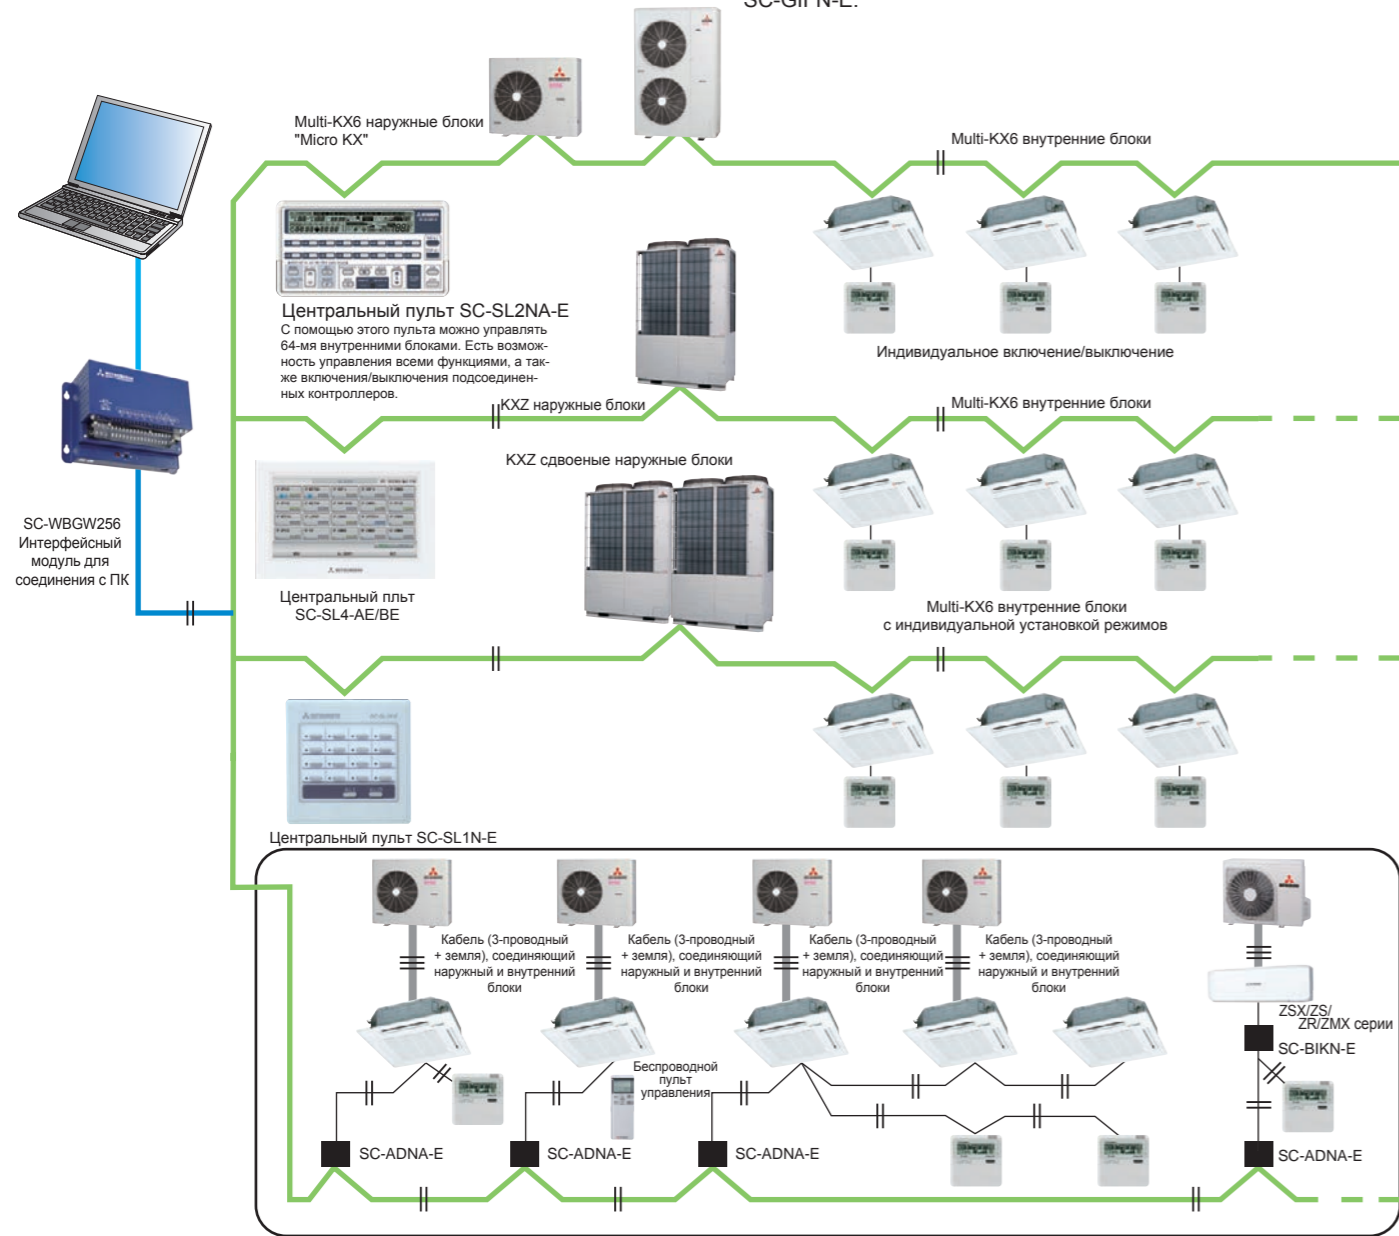 SC-GIFN-E.
Multi-KX6 наружные блоки
"Micro KX"
Multi-KX6 внутренние блоки
Центральный пульт SC-SL2NA-E
С помощью этого пульта можно управлять
64-мя внутренними блоками. Есть возмож-
ность управления всеми функциями, а так-
же включения/выключения подсоединен-
ных контроллеров.
Индивидуальное включение/выключение
KXZ наружные блоки
Multi-KX6 внутренние блоки
KXZ сдвоеные наружные блоки
SC-WBGW256
Интерфейсный
модуль для
соединения с ПК
Центральный пльт
SC-SL4-AE/BE
Multi-KX6 внутренние блоки
с индивидуальной установкой режимов
Центральный пульт SC-SL1N-E
Кабель (3-проводный
+ земля), соединяющий
наружный и внутренний
блоки
Кабель (3-проводный
+ земля), соединяющий
наружный и внутренний
блоки
Кабель (3-проводный
+ земля), соединяющий
наружный и внутренний
блоки
Кабель (3-проводный
+ земля), соединяющий
наружный и внутренний
блоки
ZSX/ZS/
ZR/ZMX серии
SC-BIKN-E
Беспроводной
пульт
управления
SC-ADNA-E
SC-ADNA-E
SC-ADNA-E
SC-ADNA-E